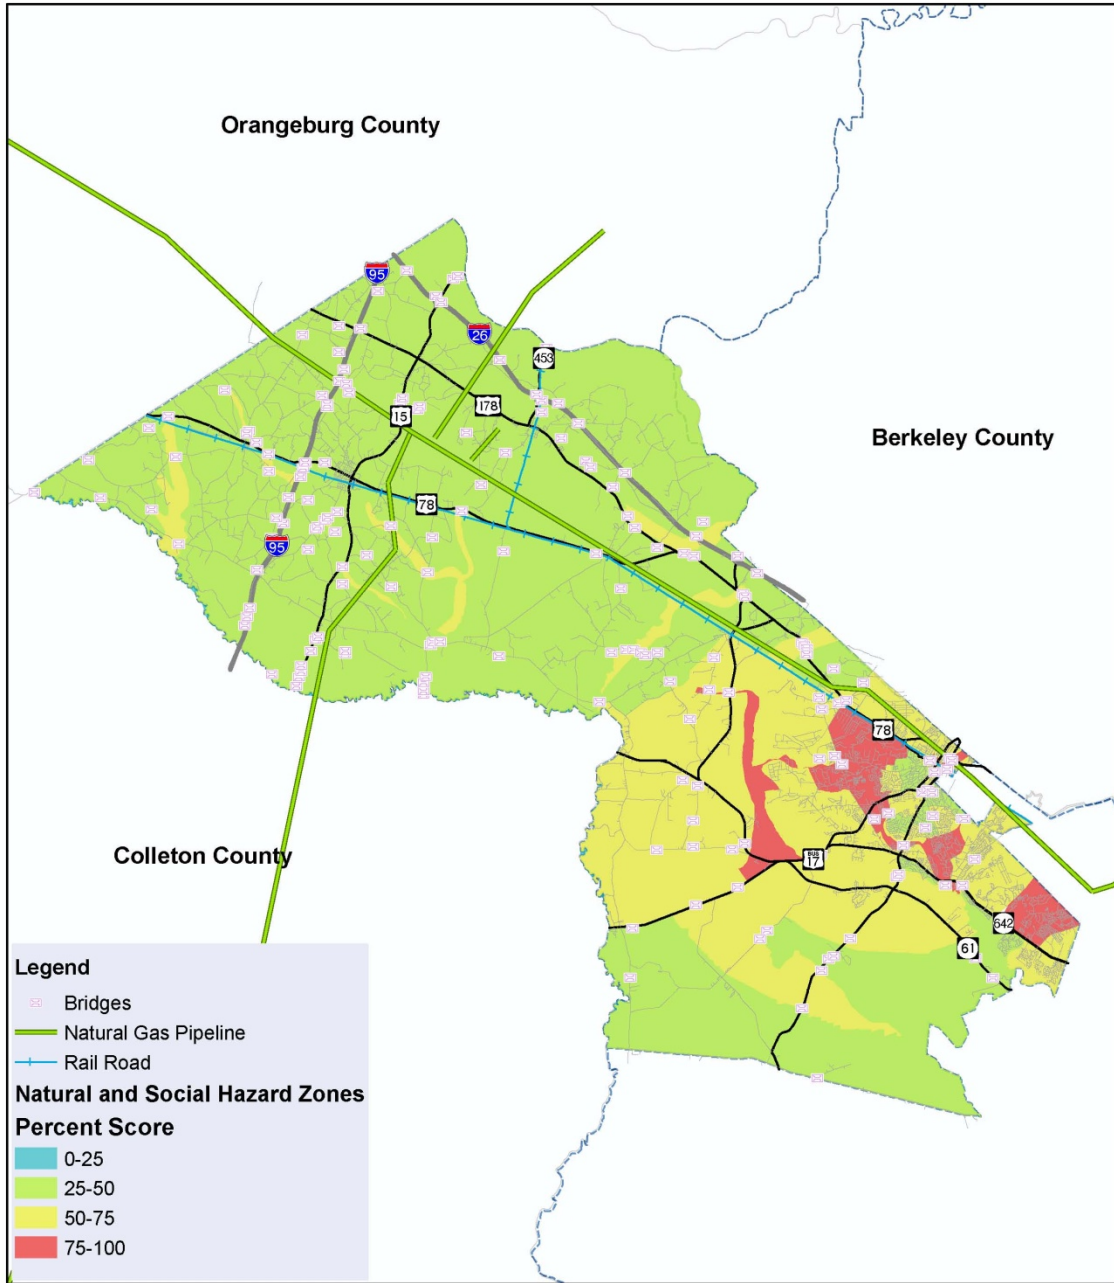 Orangeburg County
95
26
453
178
15
Berkeley County
78
95
78
Colleton County
BUS
17
642
61
Legend
Bridges
Natural Gas Pipeline
Rail Road
Natural and Social Hazard Zones
Percent Score
0-25
25-50
50-75
75-100